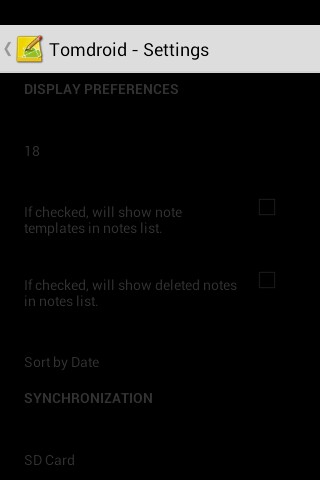 Tomdroid - Settings
DISPLAY PREFERENCES
18
If checked, will show note
templates in notes list.
If checked, will show deleted notes
in notes list.
Sort by Date
SYNCHRONIZATION
SD Card